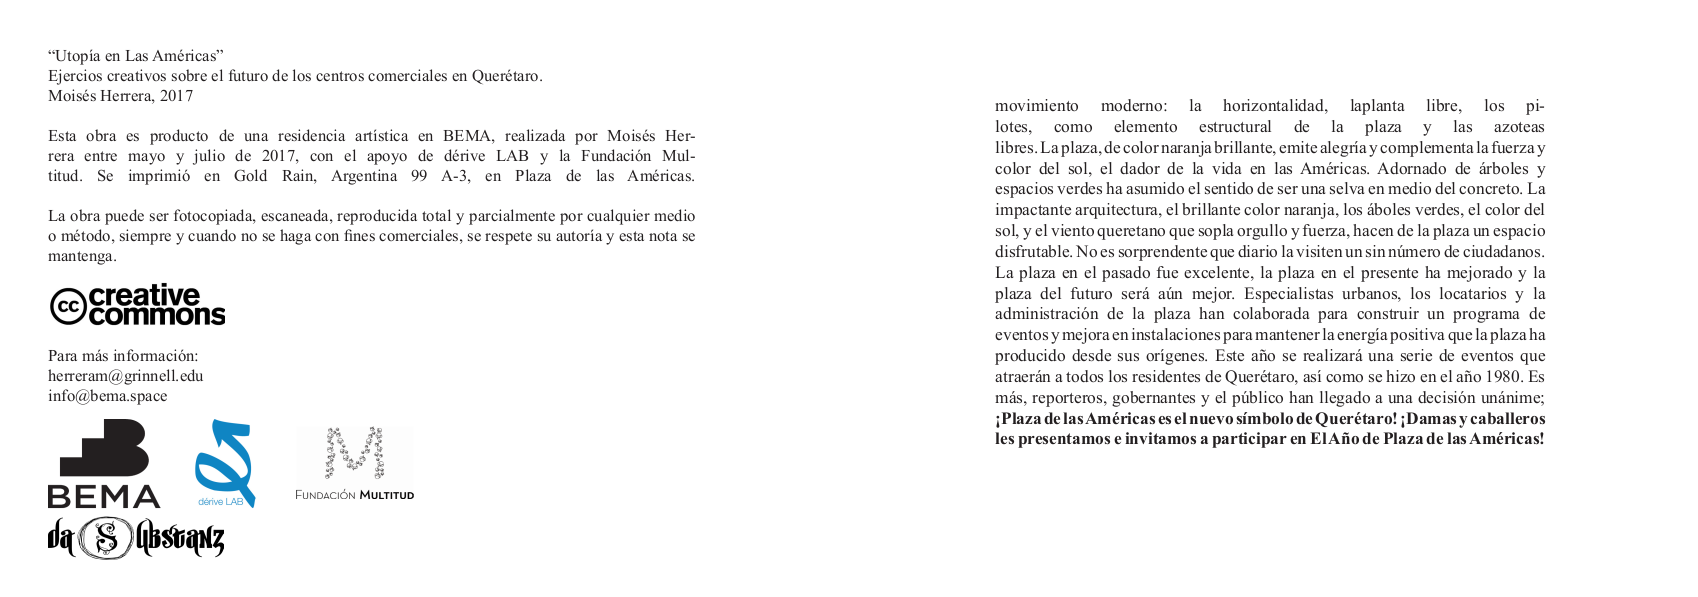 “Utopía en Las Américas”
Ejercios creativos sobre el futuro de los centros comerciales en Querétaro.
Moisés Herrera, 2017
Esta obra es producto de una residencia artística en BEMA, realizada por Moisés Her-
rera entre mayo y julio de 2017, con el apoyo de dérive LAB y la Fundación Mul-
titud. Se imprimió en Gold Rain, Argentina 99 A-3, en Plaza de las Américas.
La obra puede ser fotocopiada, escaneada, reproducida total y parcialmente por cualquier medio
o método, siempre y cuando no se haga con fines comerciales, se respete su autoría y esta nota se
mantenga.
cc creative
commons
Para más información:
herreram@grinnell.edu
info@bema.space
BEMA
dérive LAB
M
FUNDACIÓN MULTITUD
da Substanz
movimiento moderno: la horizontalidad, laplanta libre, los pi-
lotes, como elemento estructural de la plaza y las azoteas
libres. La plaza, de color naranja brillante, emite alegría y complementa la fuerza y
color del sol, el dador de la vida en las Américas. Adornado de árboles y
espacios verdes ha asumido el sentido de ser una selva en medio del concreto. La
impactante arquitectura, el brillante color naranja, los áboles verdes, el color del
sol, y el viento queretano que sopla orgullo y fuerza, hacen de la plaza un espacio
disfrutable. No es sorprendente que diario la visiten un sin número de ciudadanos.
La plaza en el pasado fue excelente, la plaza en el presente ha mejorado y la
plaza del futuro será aún mejor. Especialistas urbanos, los locatarios y la
administración de la plaza han colaborada para construir un programa de
eventos y mejora en instalaciones para mantener la energía positiva que la plaza ha
producido desde sus orígenes. Este año se realizará una serie de eventos que
atraerán a todos los residentes de Querétaro, así como se hizo en el año 1980. Es
más, reporteros, gobernantes y el público han llegado a una decisión unánime;
¡Plaza de las Américas es el nuevo símbolo de Querétaro! ¡Damas y caballeros
les presentamos e invitamos a participar en El Año de Plaza de las Américas!